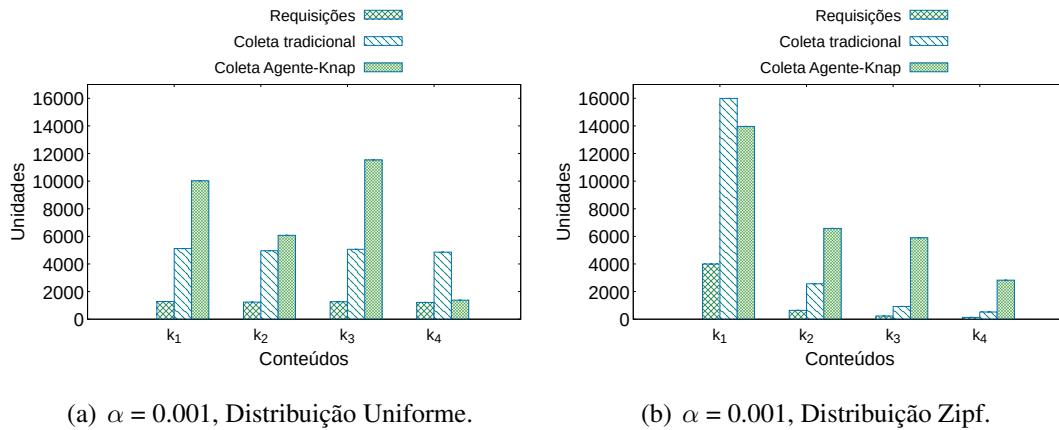 Requisições
Coleta tradicional
Coleta Agente-Knap
16000
14000
12000
10000
8000
6000
4000
2000
0
Unidades
k1 k2 k3 k4
Conteúdos
(a) α = 0.001, Distribuição Uniforme.
Requisições
Coleta tradicional
Coleta Agente-Knap
16000
14000
12000
10000
8000
6000
4000
2000
0
Unidades
k1 k2 k3 k4
Conteúdos
(b) α = 0.001, Distribuição Zipf.